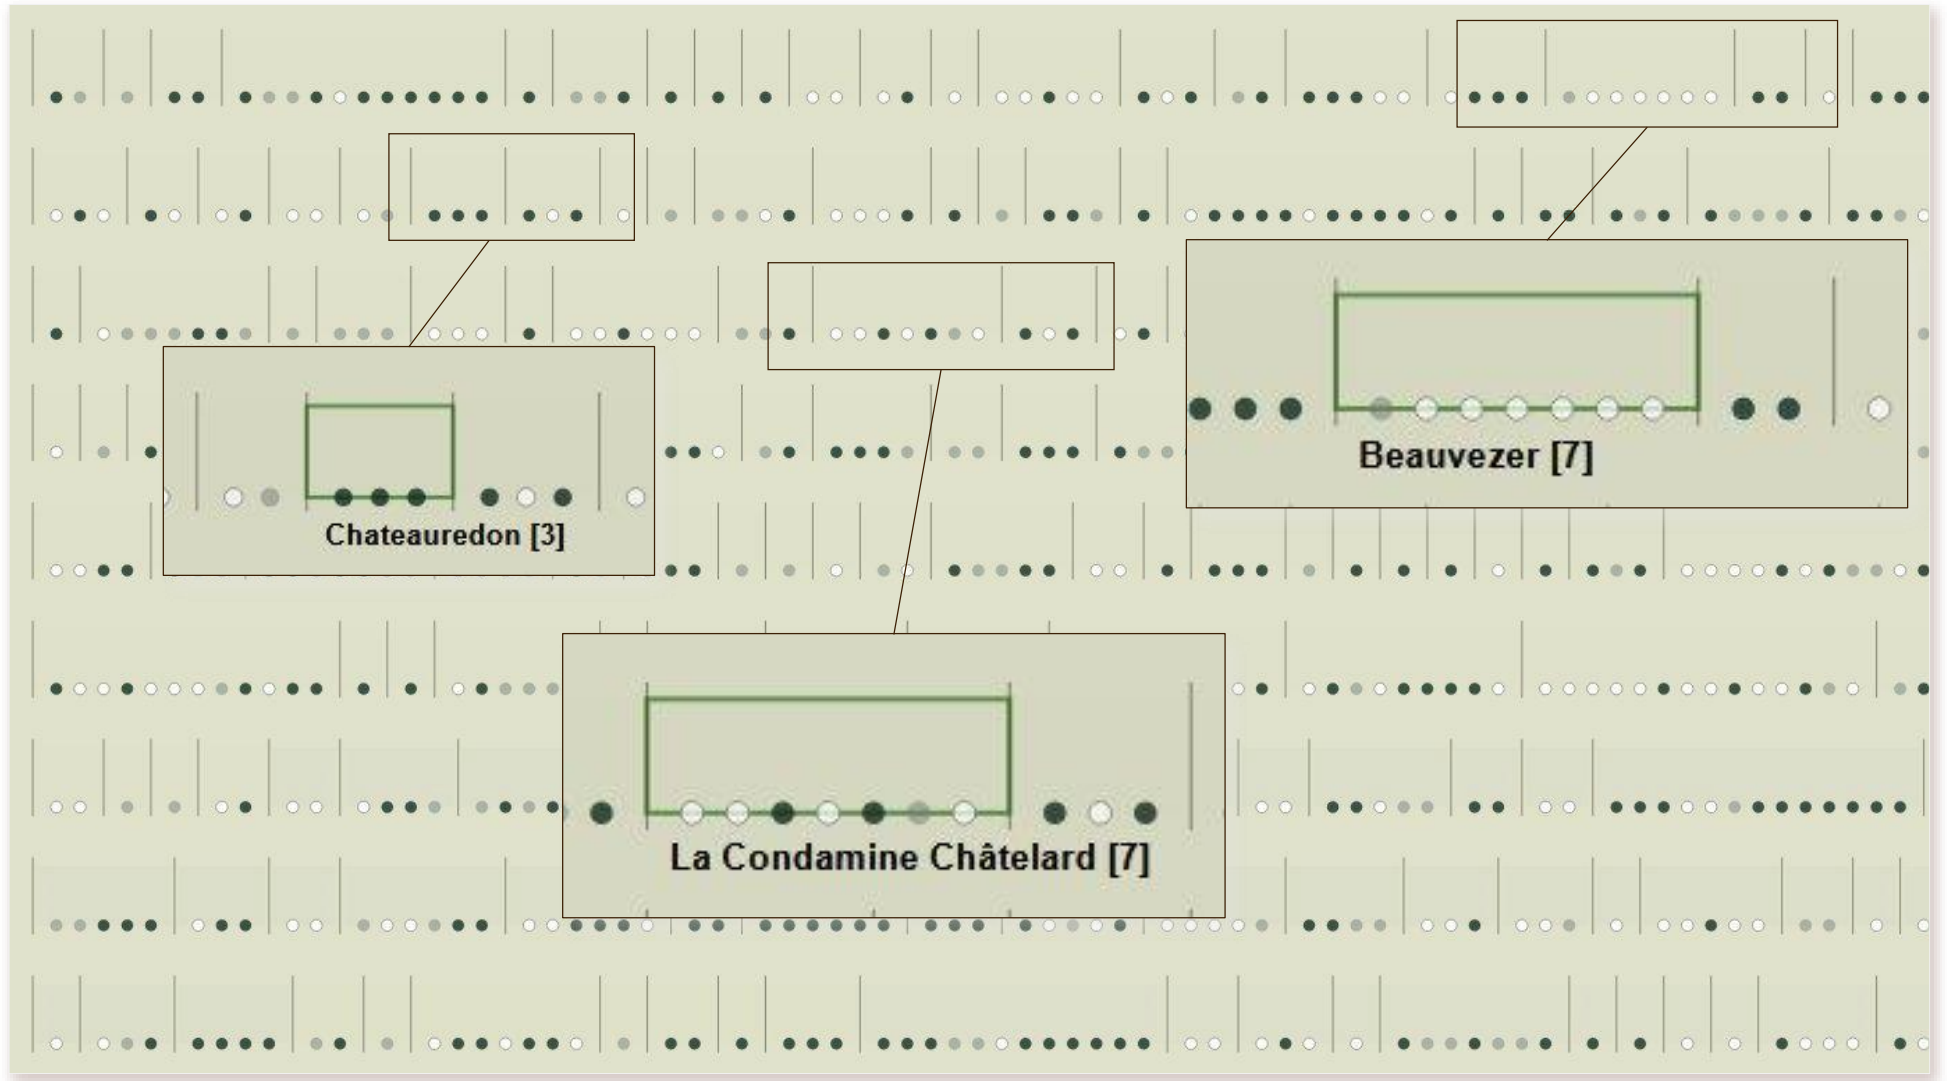 Beauvezer [7]
Chateauredon [3]
La Condamine Châtelard [7]